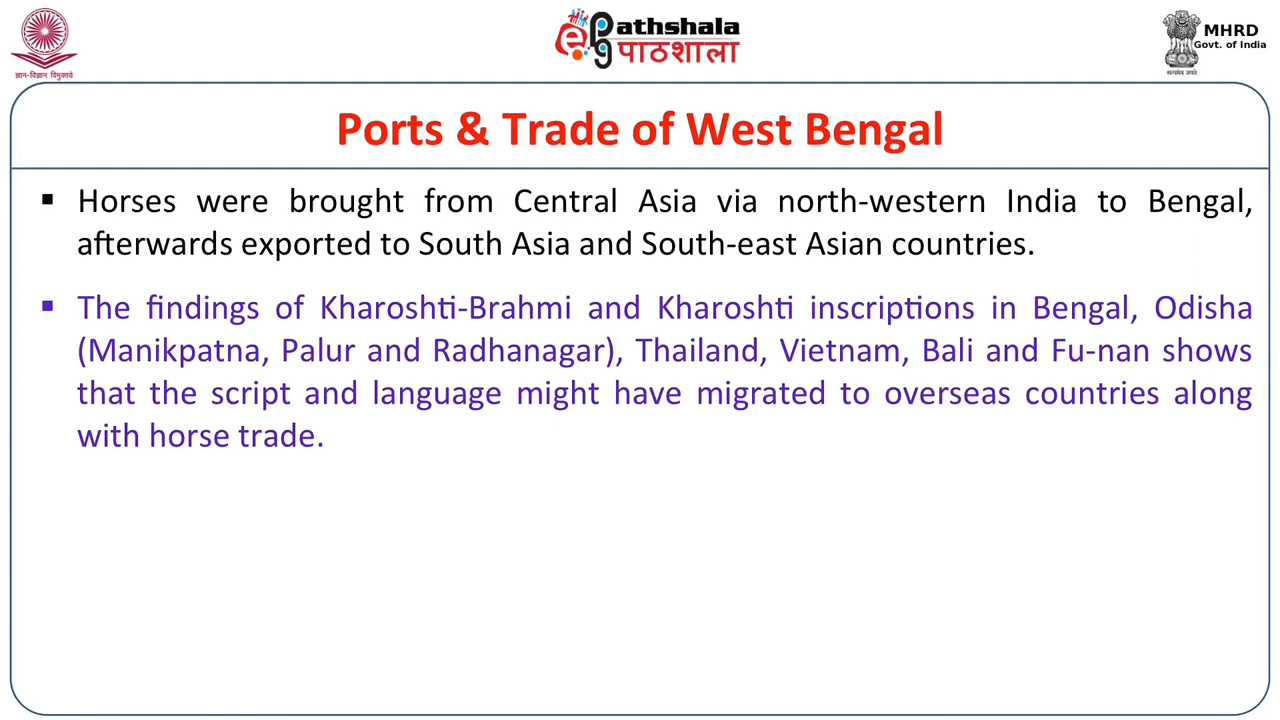 ज्ञान-विज्ञान विमुक्तये
ePathshala
पाठशाला
MHRD
Govt. of India
सत्यमेव जयते
Ports & Trade of West Bengal
▪ Horses were brought from Central Asia via north-western India to Bengal,
afterwards exported to South Asia and South-east Asian countries.
▪ The findings of Kharoshti-Brahmi and Kharoshti inscriptions in Bengal, Odisha
(Manikpatna, Palur and Radhanagar), Thailand, Vietnam, Bali and Fu-nan shows
that the script and language might have migrated to overseas countries along
with horse trade.